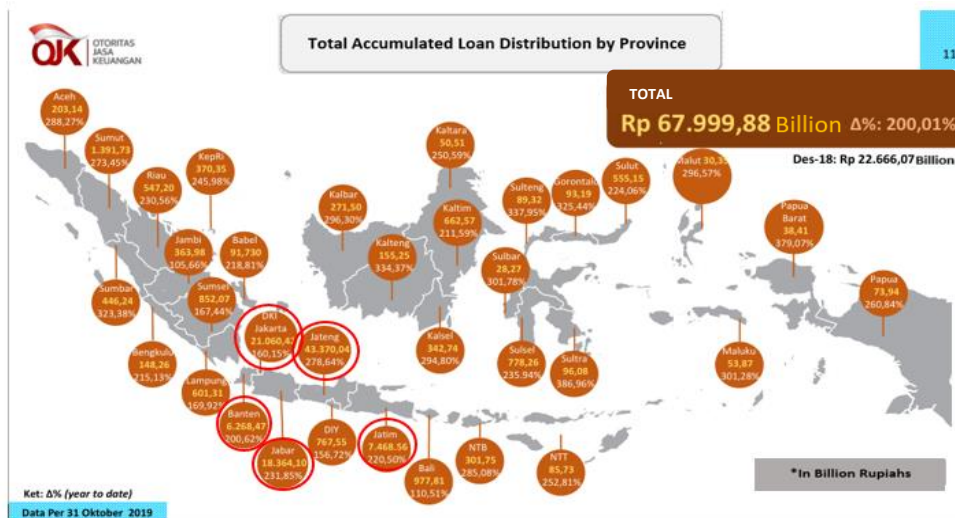 OJK
OTORITAS
JASA
KEUANGAN
Total Accumulated Loan Distribution by Province
11
TOTAL
Rp 67.999,88 Billion Δ%: 200,01%
Des-18: Rp 22.666,07 Billion
Aceh
203,14
288,27%
Sumut
1.391,73
273,45%
Riau
547,20
230,56%
KepRi
370,35
245,98%
Jambi
363,98
105,66%
Babel
91,730
218,81%
Sumbar
446,24
323,38%
Sumsel
852,07
167,44%
Bengkulu
148,26
215,13%
Lampung
601,31
169,92%
DKI
Jakarta
21.060,47
160,15%
Jateng
43.370,04
278,64%
Banten
6.268,47
200,62%
Jabar
18.364,10
231,85%
DIY
767,55
156,72%
Jatim
7.468.56
220,50%
Bali
977,81
110,51%
NTB
301,75
285,08%
NTT
85,73
252,81%
Kalbar
271,50
296,30%
Kalteng
155,25
334,37%
Kaltara
50,51
250,59%
Kaltim
662,57
211,59%
Kalsel
342,74
294,80%
Sulteng
89,32
337,95%
Gorontalo
93,19
325,44%
Sulut
555,15
224,06%
Sulbar
28,27
301,78%
Sulsel
778,26
235.94%
Sultra
96,08
386,96%
Malut 30,35
296,57%
Maluku
53,87
301,28%
Papua
Barat
38,41
379,07%
Papua
73,94
260,84%
*In Billion Rupiahs
Ket: Δ% (year to date)
Data Per 31 Oktober 2019